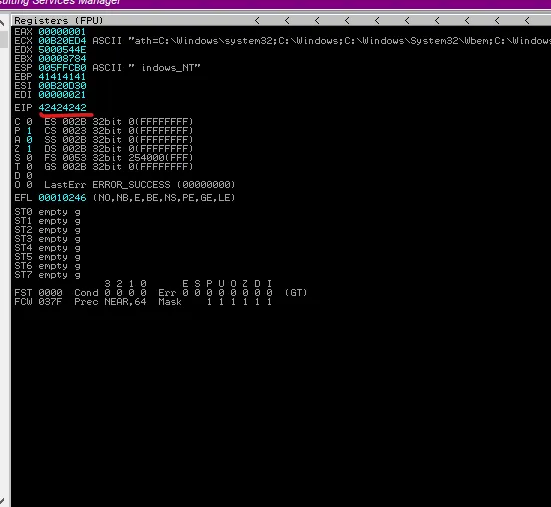 sulting Services Manager
Registers (FPU) < < < < < < < < < <
EAX 00000001
ECX 00B20ED4 ASCII "ath=C:\Windows\system32;C:\Windows;C:\Windows\System32\Wbem;C:\Window
EDX 5000544E
EBX 00008784
ESP 005FFCB0 ASCII " indows_NT"
EBP 41414141
ESI 00B20D30
EDI 00000021
EIP 42424242
C 0 ES 002B 32bit 0(FFFFFFFF)
P 1 CS 0023 32bit 0(FFFFFFFF)
A 0 SS 002B 32bit 0(FFFFFFFF)
Z 1 DS 002B 32bit 0(FFFFFFFF)
S 0 FS 0053 32bit 254000(FFF)
T 0 GS 002B 32bit 0(FFFFFFFF)
D 0
O 0 LastErr ERROR_SUCCESS (00000000)
EFL 00010246 (NO,NB,E,BE,NS,PE,GE,LE)
ST0 empty g
ST1 empty g
ST2 empty g
ST3 empty g
ST4 empty g
ST5 empty g
ST6 empty g
ST7 empty g
3 2 1 0 E S P U O Z D I
FST 0000 Cond 0 0 0 0 Err 0 0 0 0 0 0 0 0 (GT)
FCW 037F Prec NEAR,64 Mask 1 1 1 1 1 1